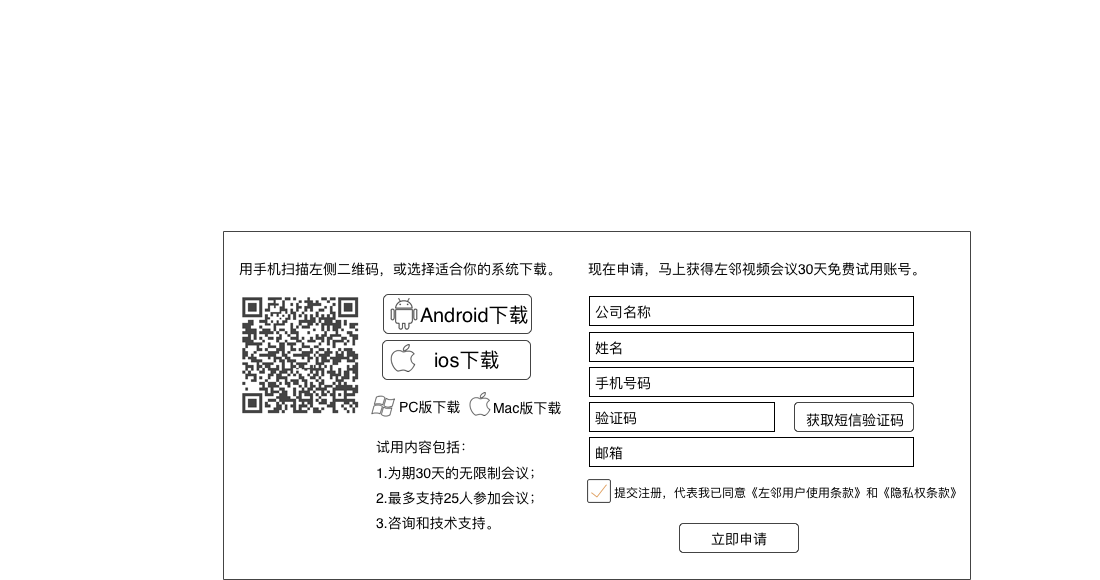 用手机扫描左侧二维码，或选择适合你的系统下载。
Android下载
ios下载
PC版下载
Mac版下载
试用内容包括：
1.为期30天的无限制会议；
2.最多支持25人参加会议；
3.咨询和技术支持。
现在申请，马上获得左邻视频会议30天免费试用账号。
公司名称
姓名
手机号码
验证码
获取短信验证码
邮箱
提交注册，代表我已同意《左邻用户使用条款》和《隐私权条款》
立即申请